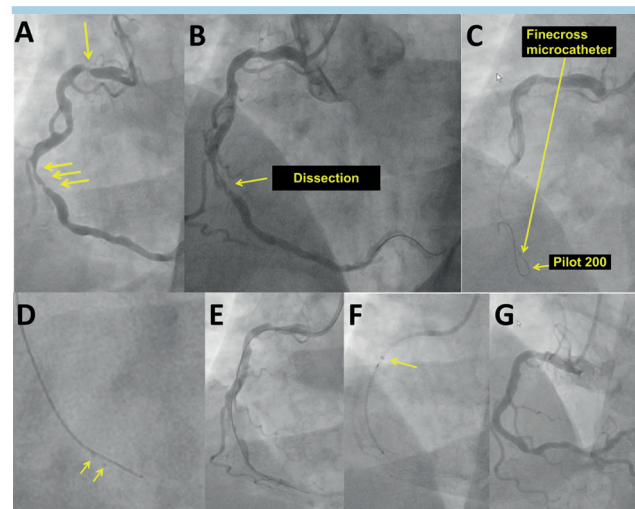 A
B
C
Finecross
microcatheter
Dissection
Pilot 200
D
E
F
G